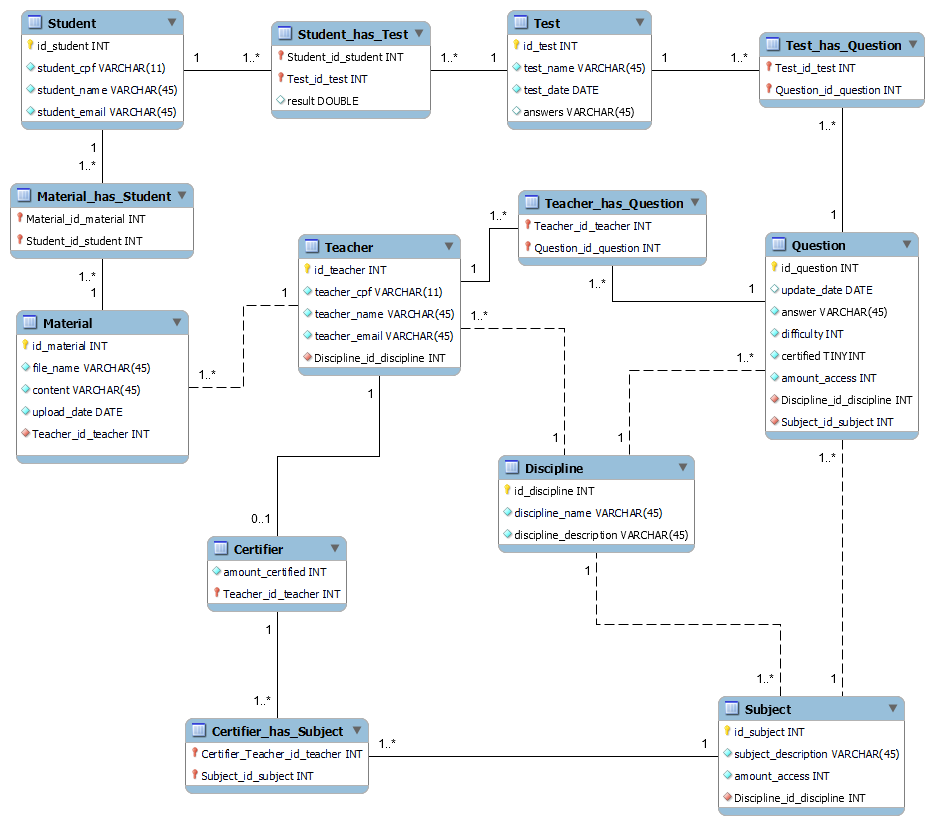 Student
id_student INT
student_cpf VARCHAR(11)
student_name VARCHAR(45)
student_email VARCHAR(45)
1
1..*
Student_has_Test
Student_id_student INT
Test_id_test INT
result DOUBLE
1..*
1
Test
id_test INT
test_name VARCHAR(45)
test_date DATE
answers VARCHAR(45)
1
1..*
Test_has_Question
Test_id_test INT
Question_id_question INT
1..*
1
1
1..*
Material_has_Student
Material_id_material INT
Student_id_student INT
1..*
1
Material
id_material INT
file_name VARCHAR(45)
content VARCHAR(45)
upload_date DATE
Teacher_id_teacher INT
1..*
1
Teacher
id_teacher INT
teacher_cpf VARCHAR(11)
teacher_name VARCHAR(45)
teacher_email VARCHAR(45)
Discipline_id_discipline INT
1
1..*
Teacher_has_Question
Teacher_id_teacher INT
Question_id_question INT
1..*
1
Question
id_question INT
update_date DATE
answer VARCHAR(45)
difficulty INT
certified TINYINT
amount_access INT
Discipline_id_discipline INT
Subject_id_subject INT
1..*
1..*
1
1
1..*
1
Discipline
id_discipline INT
discipline_name VARCHAR(45)
discipline_description VARCHAR(45)
1
1..*
1
0..1
Certifier
amount_certified INT
Teacher_id_teacher INT
1
1..*
Certifier_has_Subject
Certifier_Teacher_id_teacher INT
Subject_id_subject INT
1..*
1
1
Subject
id_subject INT
subject_description VARCHAR(45)
amount_access INT
Discipline_id_discipline INT